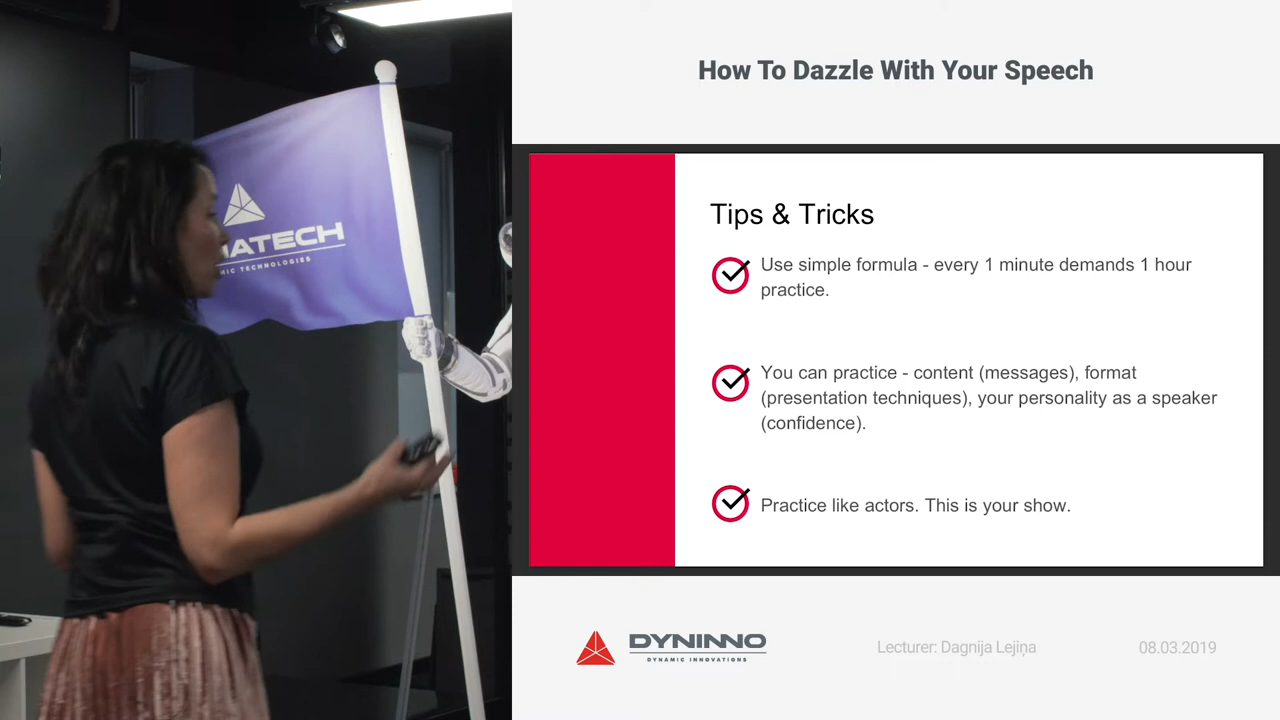 How To Dazzle With Your Speech
Tips & Tricks
Use simple formula - every 1 minute demands 1 hour
practice.
You can practice - content (messages), format
(presentation techniques), your personality as a speaker
(confidence).
Practice like actors. This is your show.
DYNINNO
DYNAMIC INNOVATIONS
Lecturer: Dagnija Lejiņa
08.03.2019
TECHNOLOGIES